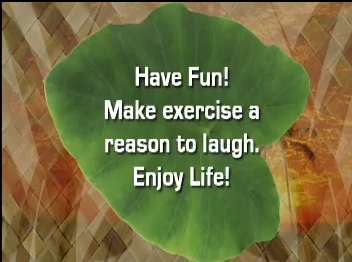 Have Fun!
Make exercise a
reason to laugh.
Enjoy Life!